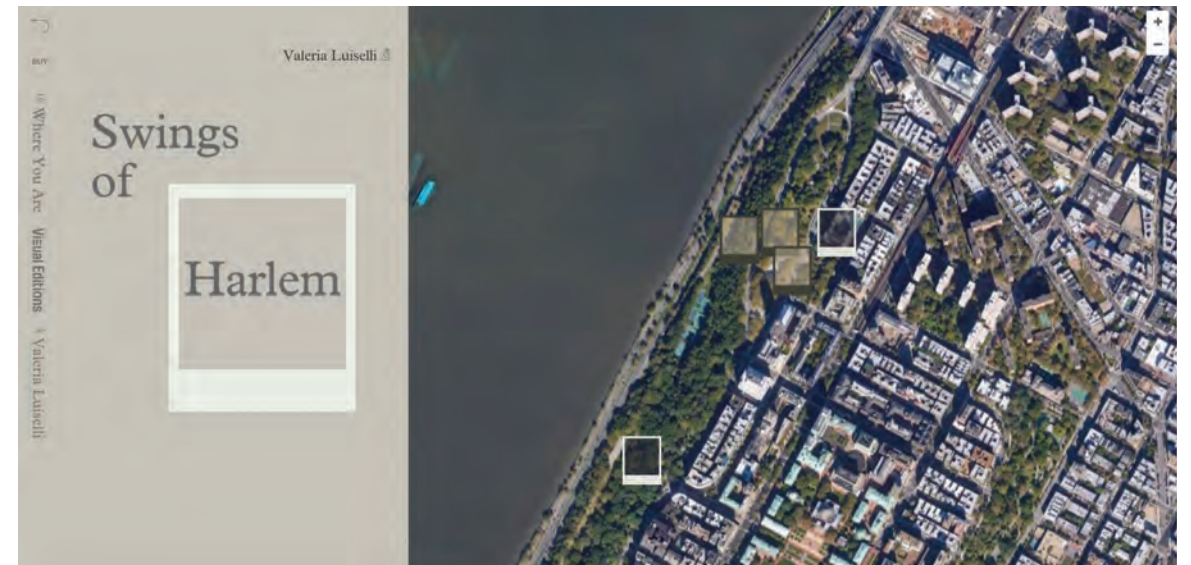 BUY
Where You Are
Visual Editions
Valeria Luiselli
Valeria Luiselli
Swings
of
Harlem
+
−